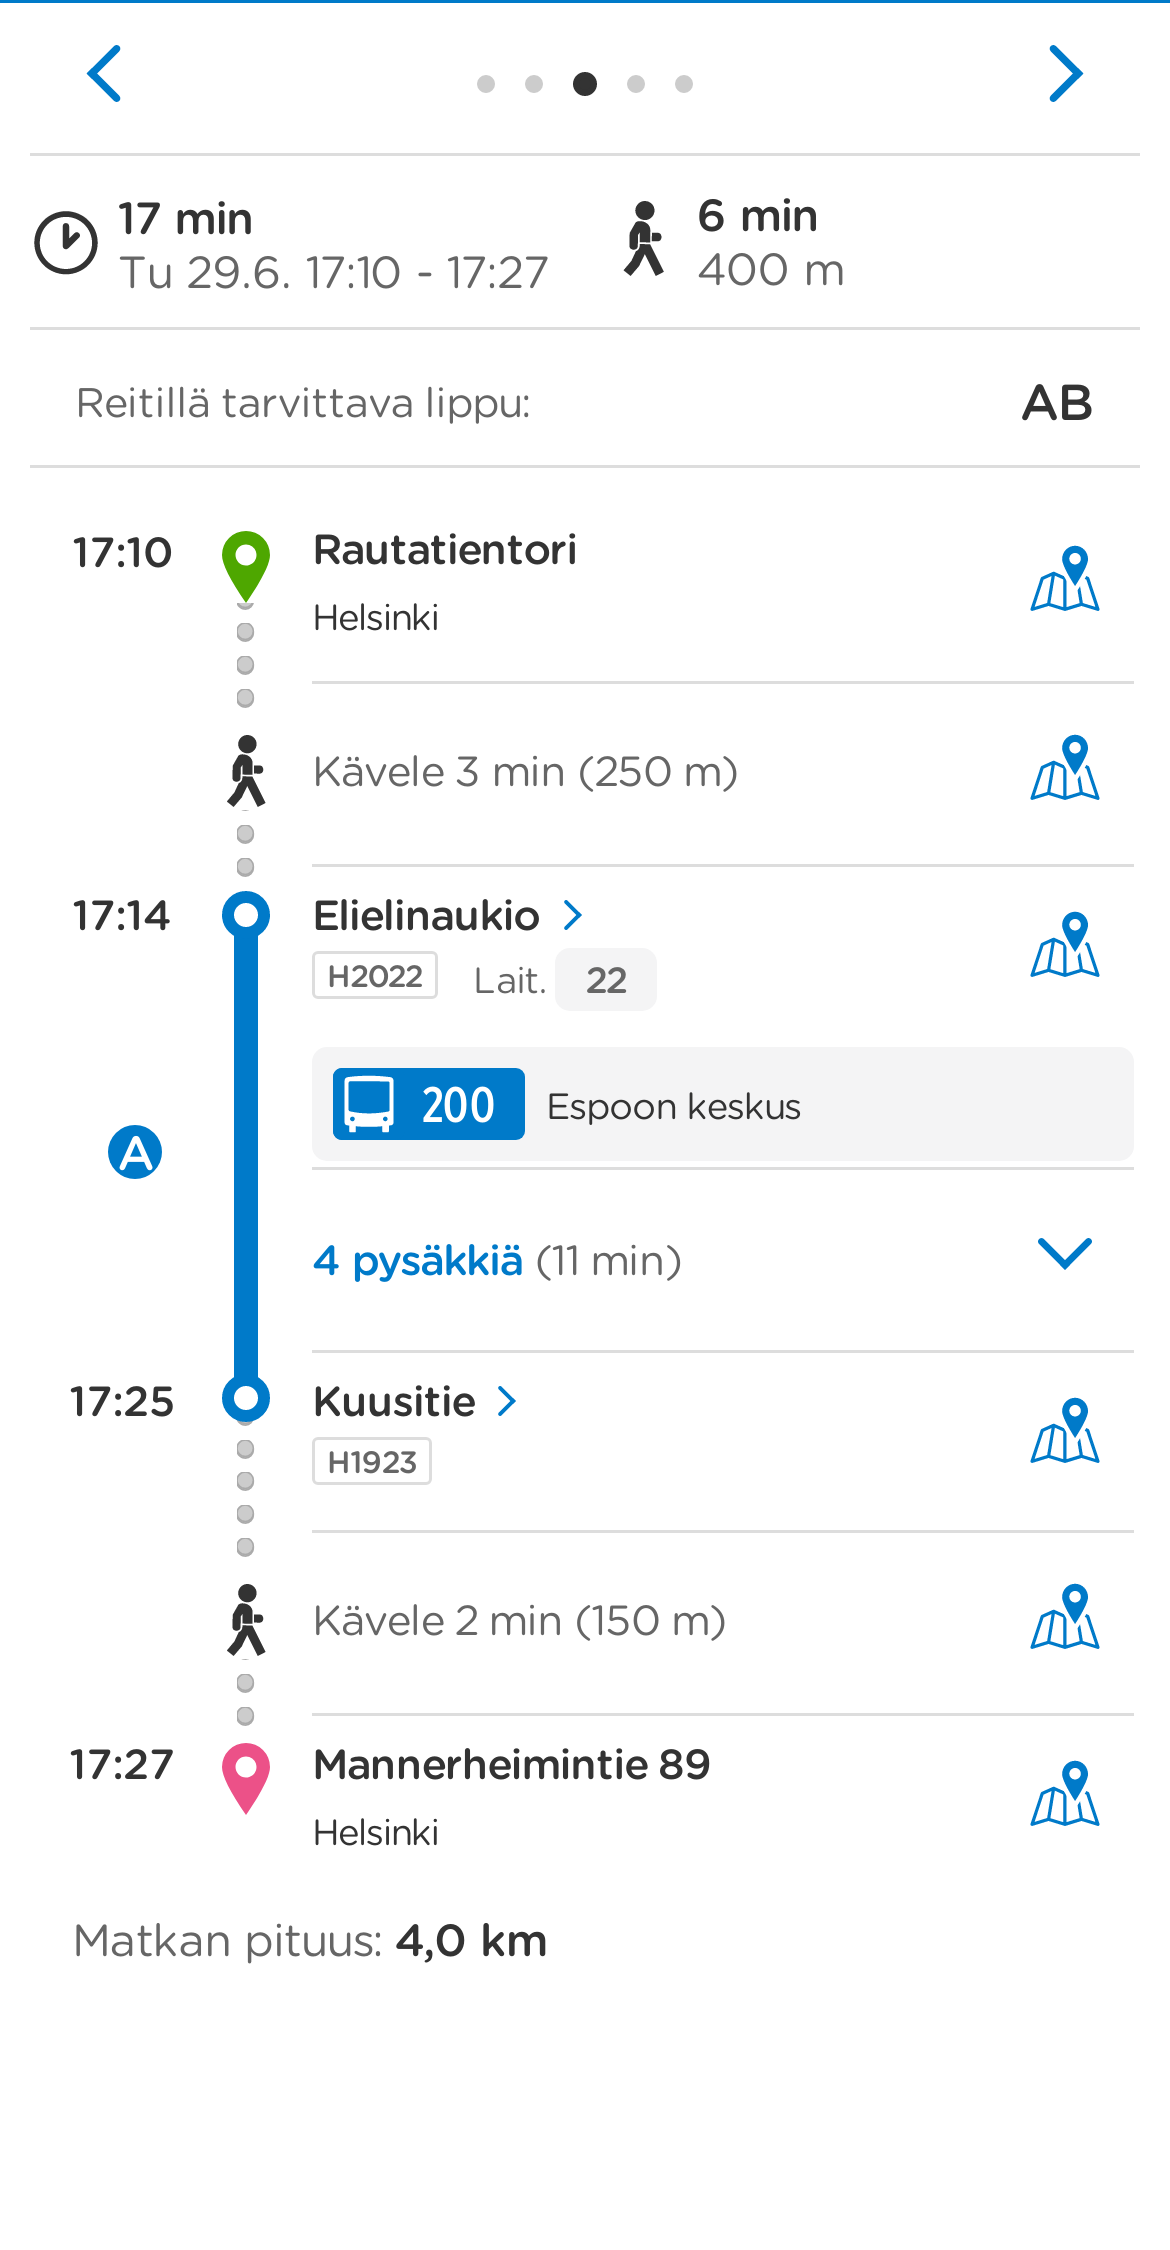 17 min
Tu 29.6. 17:10 - 17:27
6 min
400 m
Reitillä tarvittava lippu:
AB
17:10
Rautatientori
Helsinki
Kävele 3 min (250 m)
17:14
Elielinaukio
H2022 Lait. 22
200 Espoon keskus
A
4 pysäkkiä (11 min)
17:25
Kuusitie
H1923
Kävele 2 min (150 m)
17:27
Mannerheimintie 89
Helsinki
Matkan pituus: 4,0 km